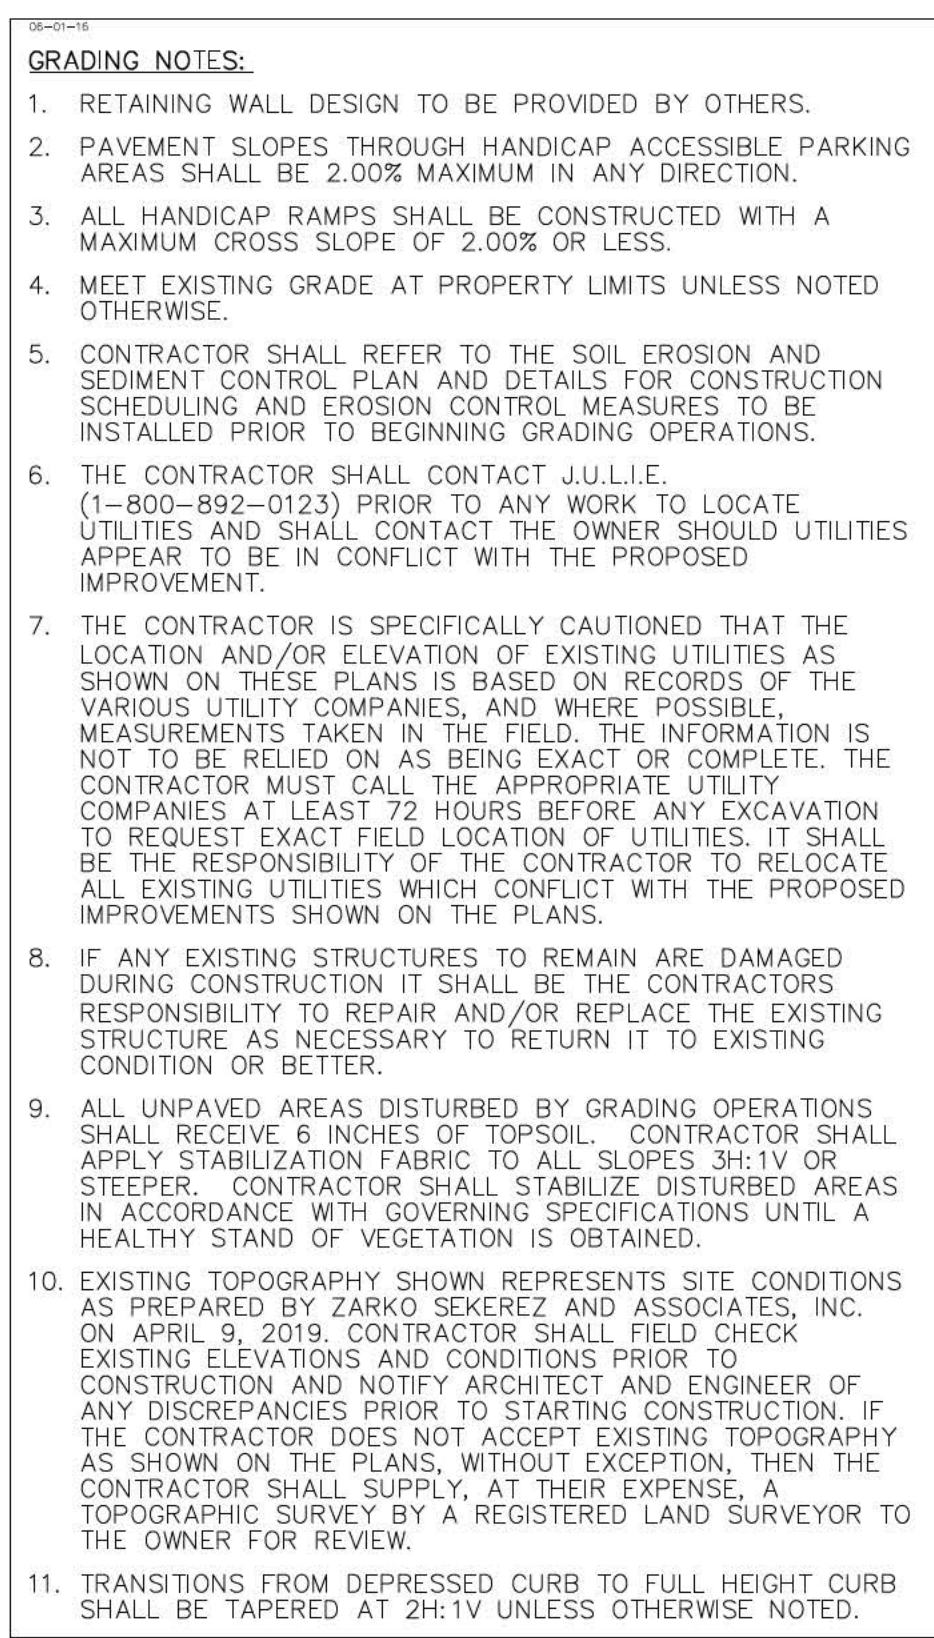 06-01-16
GRADING NOTES:
1. RETAINING WALL DESIGN TO BE PROVIDED BY OTHERS.
2. PAVEMENT SLOPES THROUGH HANDICAP ACCESSIBLE PARKING
AREAS SHALL BE 2.00% MAXIMUM IN ANY DIRECTION.
3. ALL HANDICAP RAMPS SHALL BE CONSTRUCTED WITH A
MAXIMUM CROSS SLOPE OF 2.00% OR LESS.
4. MEET EXISTING GRADE AT PROPERTY LIMITS UNLESS NOTED
OTHERWISE.
5. CONTRACTOR SHALL REFER TO THE SOIL EROSION AND
SEDIMENT CONTROL PLAN AND DETAILS FOR CONSTRUCTION
SCHEDULING AND EROSION CONTROL MEASURES TO BE
INSTALLED PRIOR TO BEGINNING GRADING OPERATIONS.
6. THE CONTRACTOR SHALL CONTACT J.U.L.I.E.
(1-800-892-0123) PRIOR TO ANY WORK TO LOCATE
UTILITIES AND SHALL CONTACT THE OWNER SHOULD UTILITIES
APPEAR TO BE IN CONFLICT WITH THE PROPOSED
IMPROVEMENT.
7. THE CONTRACTOR IS SPECIFICALLY CAUTIONED THAT THE
LOCATION AND/OR ELEVATION OF EXISTING UTILITIES AS
SHOWN ON THESE PLANS IS BASED ON RECORDS OF THE
VARIOUS UTILITY COMPANIES, AND WHERE POSSIBLE,
MEASUREMENTS TAKEN IN THE FIELD. THE INFORMATION IS
NOT TO BE RELIED ON AS BEING EXACT OR COMPLETE. THE
CONTRACTOR MUST CALL THE APPROPRIATE UTILITY
COMPANIES AT LEAST 72 HOURS BEFORE ANY EXCAVATION
TO REQUEST EXACT FIELD LOCATION OF UTILITIES. IT SHALL
BE THE RESPONSIBILITY OF THE CONTRACTOR TO RELOCATE
ALL EXISTING UTILITIES WHICH CONFLICT WITH THE PROPOSED
IMPROVEMENTS SHOWN ON THE PLANS.
8. IF ANY EXISTING STRUCTURES TO REMAIN ARE DAMAGED
DURING CONSTRUCTION IT SHALL BE THE CONTRACTORS
RESPONSIBILITY TO REPAIR AND/OR REPLACE THE EXISTING
STRUCTURE AS NECESSARY TO RETURN IT TO EXISTING
CONDITION OR BETTER.
9. ALL UNPAVED AREAS DISTURBED BY GRADING OPERATIONS
SHALL RECEIVE 6 INCHES OF TOPSOIL. CONTRACTOR SHALL
APPLY STABILIZATION FABRIC TO ALL SLOPES 3H:1V OR
STEEPER. CONTRACTOR SHALL STABILIZE DISTURBED AREAS
IN ACCORDANCE WITH GOVERNING SPECIFICATIONS UNTIL A
HEALTHY STAND OF VEGETATION IS OBTAINED.
10. EXISTING TOPOGRAPHY SHOWN REPRESENTS SITE CONDITIONS
AS PREPARED BY ZARKO SEKEREZ AND ASSOCIATES, INC.
ON APRIL 9, 2019. CONTRACTOR SHALL FIELD CHECK
EXISTING ELEVATIONS AND CONDITIONS PRIOR TO
CONSTRUCTION AND NOTIFY ARCHITECT AND ENGINEER OF
ANY DISCREPANCIES PRIOR TO STARTING CONSTRUCTION. IF
THE CONTRACTOR DOES NOT ACCEPT EXISTING TOPOGRAPHY
AS SHOWN ON THE PLANS, WITHOUT EXCEPTION, THEN THE
CONTRACTOR SHALL SUPPLY, AT THEIR EXPENSE, A
TOPOGRAPHIC SURVEY BY A REGISTERED LAND SURVEYOR TO
THE OWNER FOR REVIEW.
11. TRANSITIONS FROM DEPRESSED CURB TO FULL HEIGHT CURB
SHALL BE TAPERED AT 2H:1V UNLESS OTHERWISE NOTED.